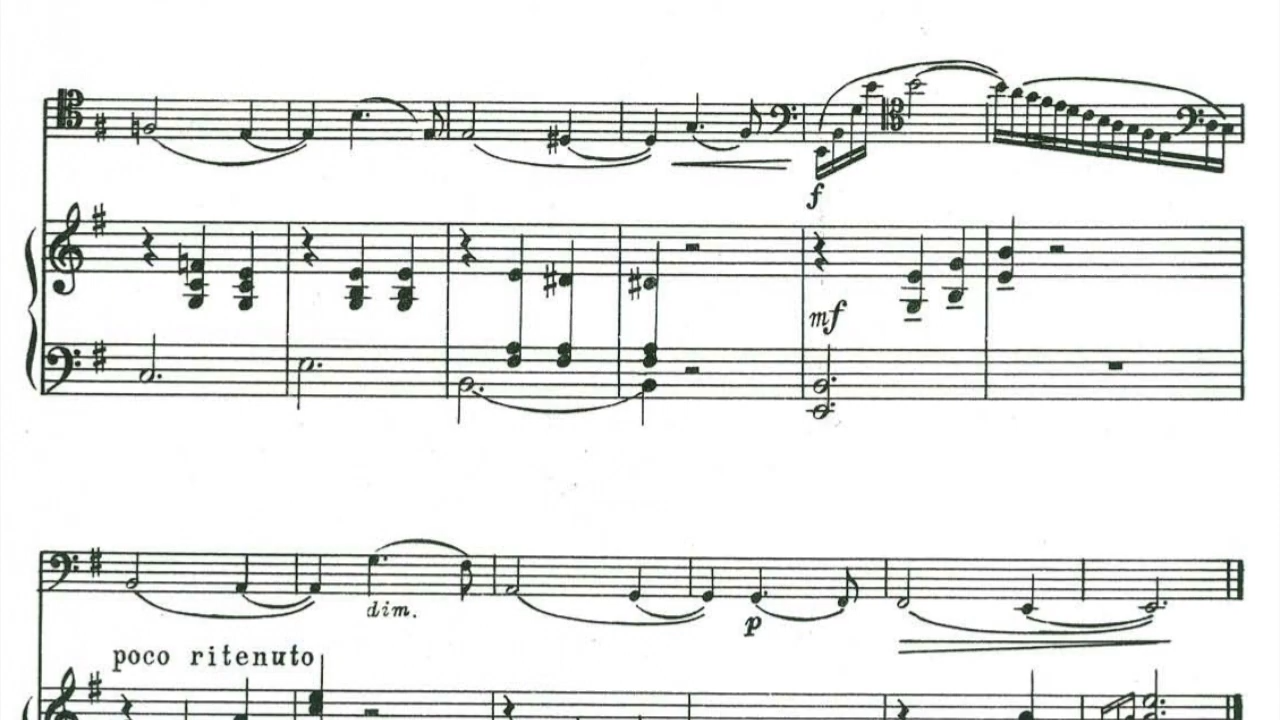 f
mf
dim.
p
poco ritenuto